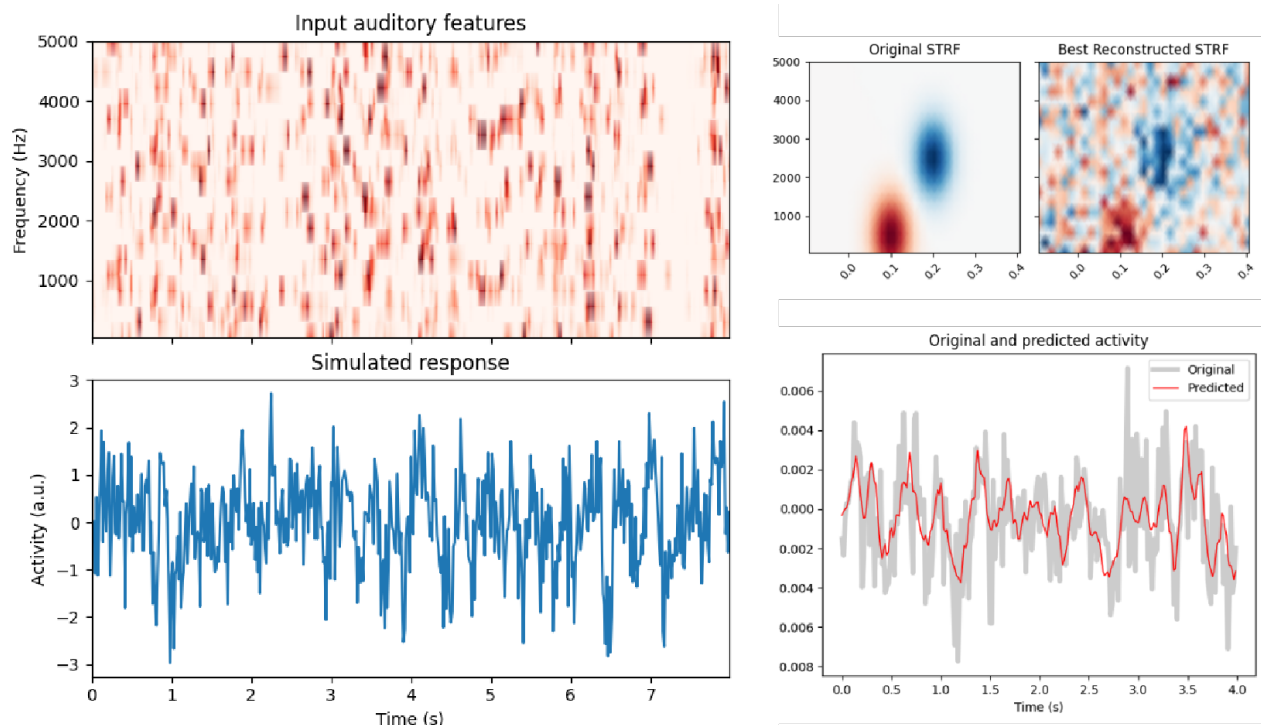 Input auditory features
5000
4000
3000
2000
1000
Frequency (Hz)
Simulated response
3
2
1
0
−1
−2
−3
Activity (a.u.)
0 1 2 3 4 5 6 7
Time (s)
Original STRF
5000
4000
3000
2000
1000
0.0 0.1 0.2 0.3 0.4
Best Reconstructed STRF
0.0 0.1 0.2 0.3 0.4
Original and predicted activity
Original
Predicted
0.006
0.004
0.002
0.000
0.002
0.004
0.006
0.008
0.0 0.5 1.0 1.5 2.0 2.5 3.0 3.5 4.0
Time (s)